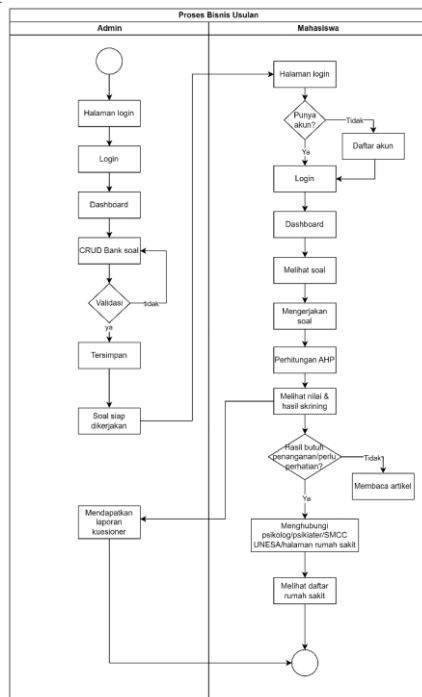 Proses Bisnis Usulan
Admin
Mahasiswa
Halaman login
Login
Dashboard
CRUD Bank soal
Validasi
tidak
ya
Tersimpan
Soal siap
dikerjakan
Mendapatkan
laporan
kuesioner
Halaman login
Punya
akun?
Tidak
Daftar akun
Ya
Login
Dashboard
Melihat soal
Mengerjakan
soal
Perhitungan AHP
Melihat nilai &
hasil skrining
Hasil butuh
penanganan/perlu
perhatian?
Tidak
Membaca artikel
Ya
Menghubungi
psikolog/psikiater/SMCC
UNESA/halaman rumah sakit
Melihat daftar
rumah sakit